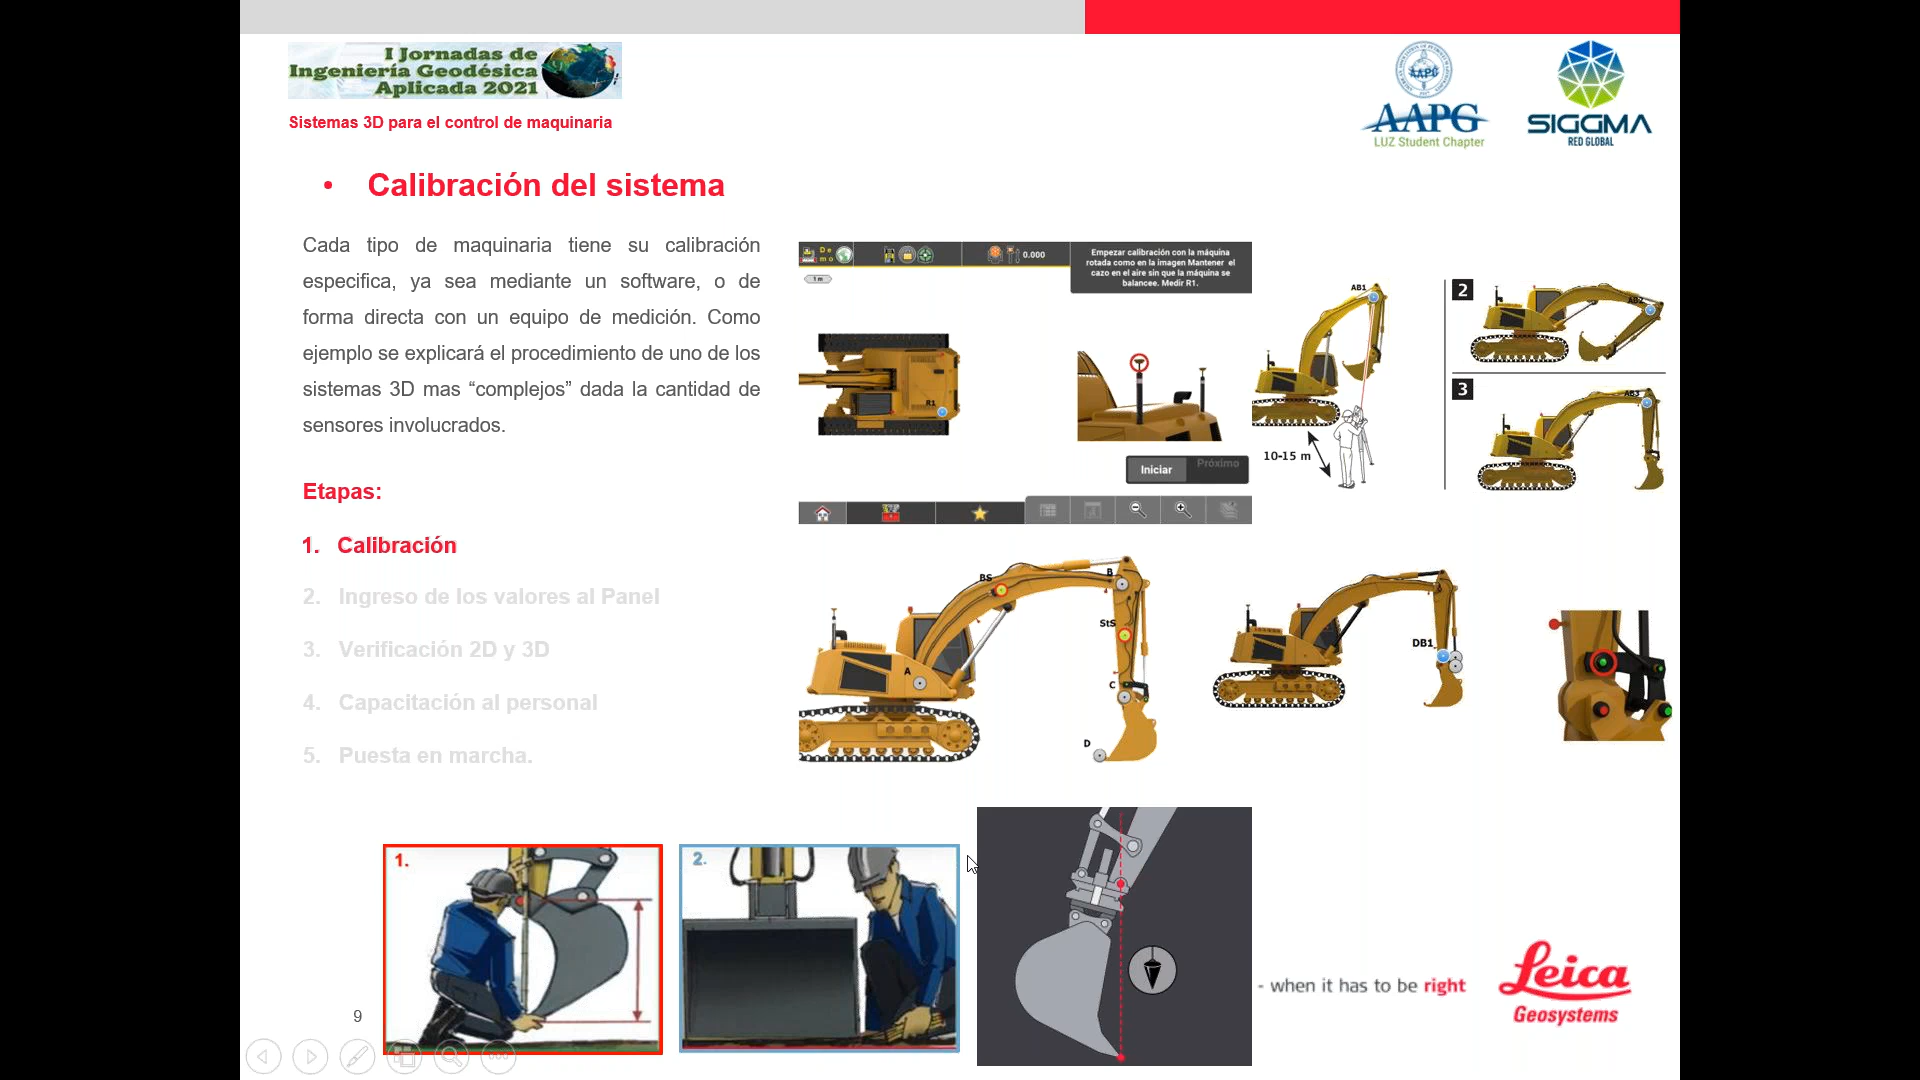 I Jornadas de
Ingeniería Geodésica
Aplicada 2021
Sistemas 3D para el control de maquinaria
AAPG
AAPG
LUZ Student Chapter
SIGGMA
RED GLOBAL
• Calibración del sistema
Cada tipo de maquinaria tiene su calibración
especifica, ya sea mediante un software, o de
forma directa con un equipo de medición. Como
ejemplo se explicará el procedimiento de uno de los
sistemas 3D mas “complejos” dada la cantidad de
sensores involucrados.
Etapas:
1. Calibración
2. Ingreso de los valores al Panel
3. Verificación 2D y 3D
4. Capacitación al personal
5. Puesta en marcha.
De
mo
0.000
Empezar calibración con la máquina
rotada como en la imagen Mantener el
cazo en el aire sin que la máquina se
balancee. Medir R1.
1 m
R1
Iniciar
Próximo
AB1
10-15 m
2
AB2
3
AB3
BS
B
StS
A
C
D
DB1
1.
2.
- when it has to be right
Leica
Geosystems
9